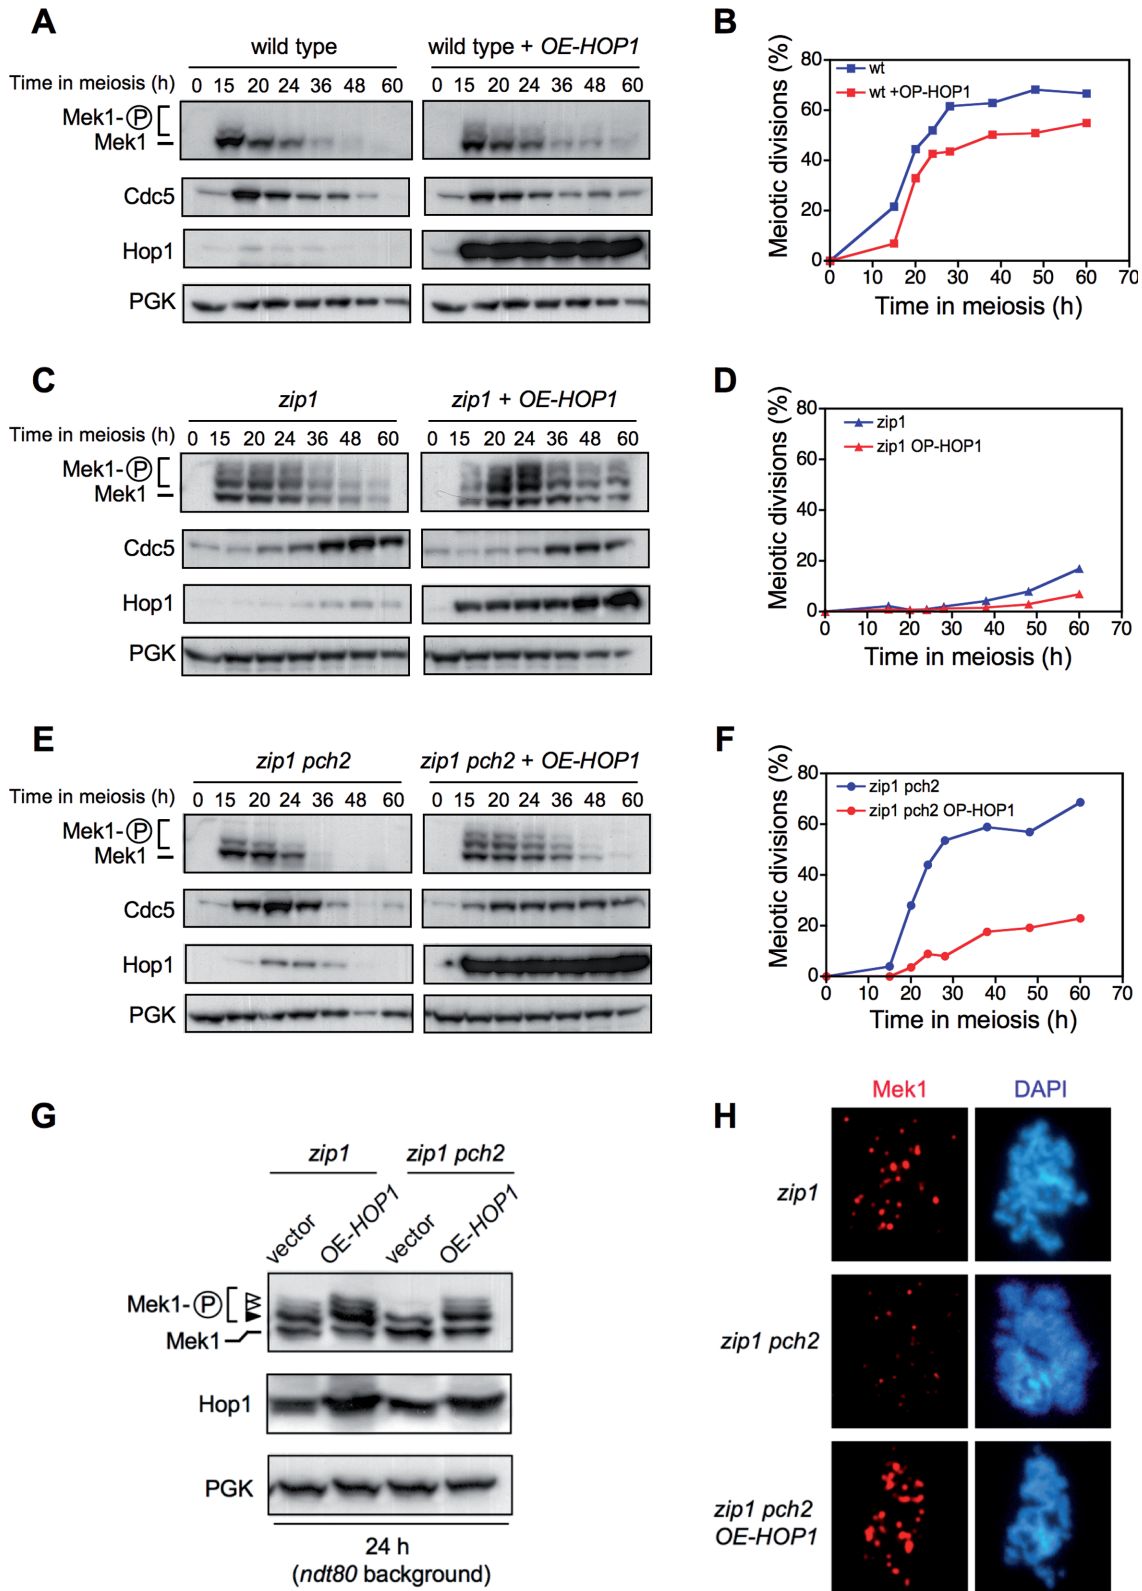 A
wild type
wild type + OE-HOP1
Time in meiosis (h) 0 15 20 24 36 48 60 0 15 20 24 36 48 60
Mek1-P
Mek1
Cdc5
Hop1
PGK
B
Meiotic divisions (%)
80
60
40
20
0
wt
wt +OP-HOP1
0 10 20 30 40 50 60 70
Time in meiosis (h)
C
zip1
zip1 + OE-HOP1
Time in meiosis (h) 0 15 20 24 36 48 60 0 15 20 24 36 48 60
Mek1-P
Mek1
Cdc5
Hop1
PGK
D
Meiotic divisions (%)
80
60
40
20
0
zip1
zip1 OP-HOP1
0 10 20 30 40 50 60 70
Time in meiosis (h)
E
zip1 pch2
zip1 pch2 + OE-HOP1
Time in meiosis (h) 0 15 20 24 36 48 60 0 15 20 24 36 48 60
Mek1-P
Mek1
Cdc5
Hop1
PGK
F
Meiotic divisions (%)
80
60
40
20
0
zip1 pch2
zip1 pch2 OP-HOP1
0 10 20 30 40 50 60 70
Time in meiosis (h)
G
zip1
zip1 pch2
vector
OE-HOP1
vector
OE-HOP1
Mek1-P
Mek1
Hop1
PGK
24 h
(ndt80 background)
H
Mek1
DAPI
zip1
zip1 pch2
zip1 pch2
OE-HOP1